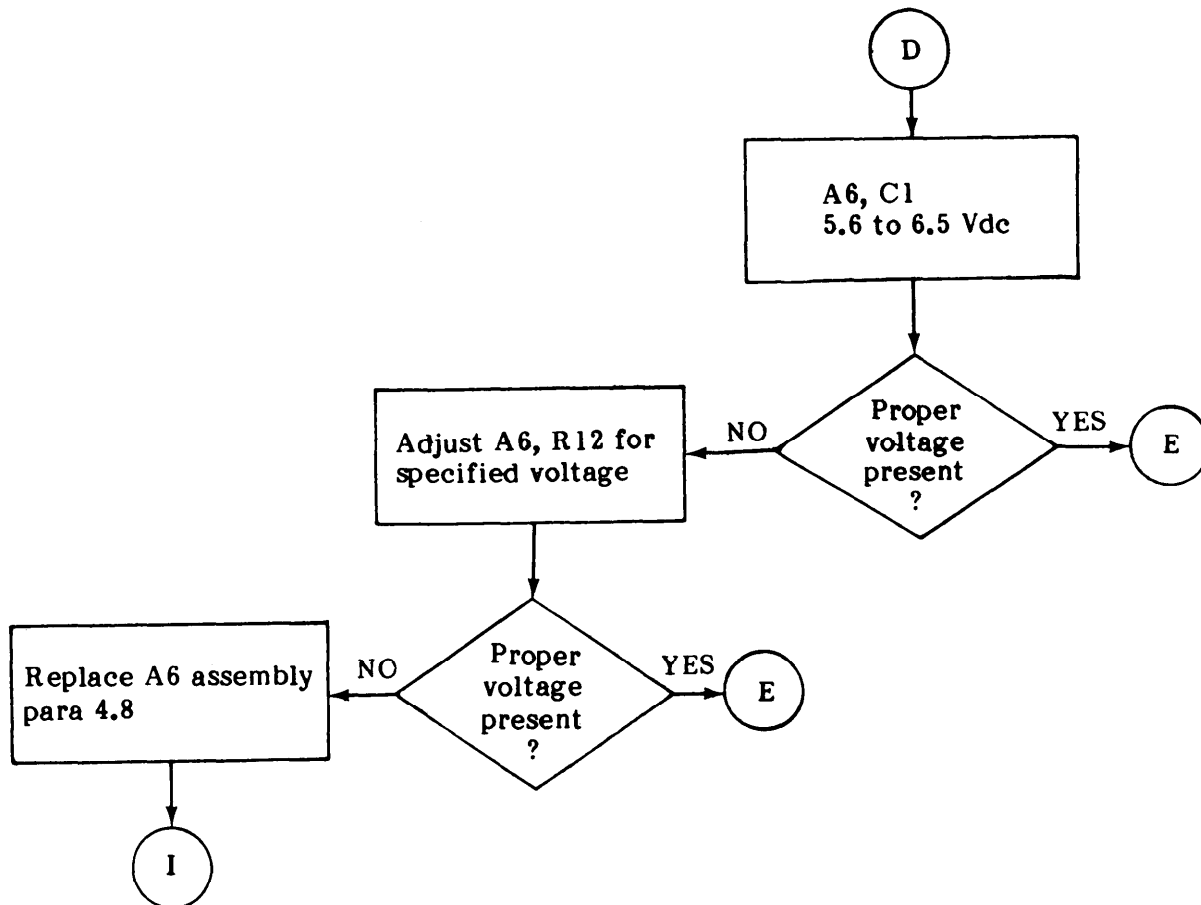 D
A6, C1
5.6 to 6.5 Vdc
Proper
voltage
present
?
YES
E
NO
Adjust A6, R12 for
specified voltage
Proper
voltage
present
?
YES
E
NO
Replace A6 assembly
para 4.8
I